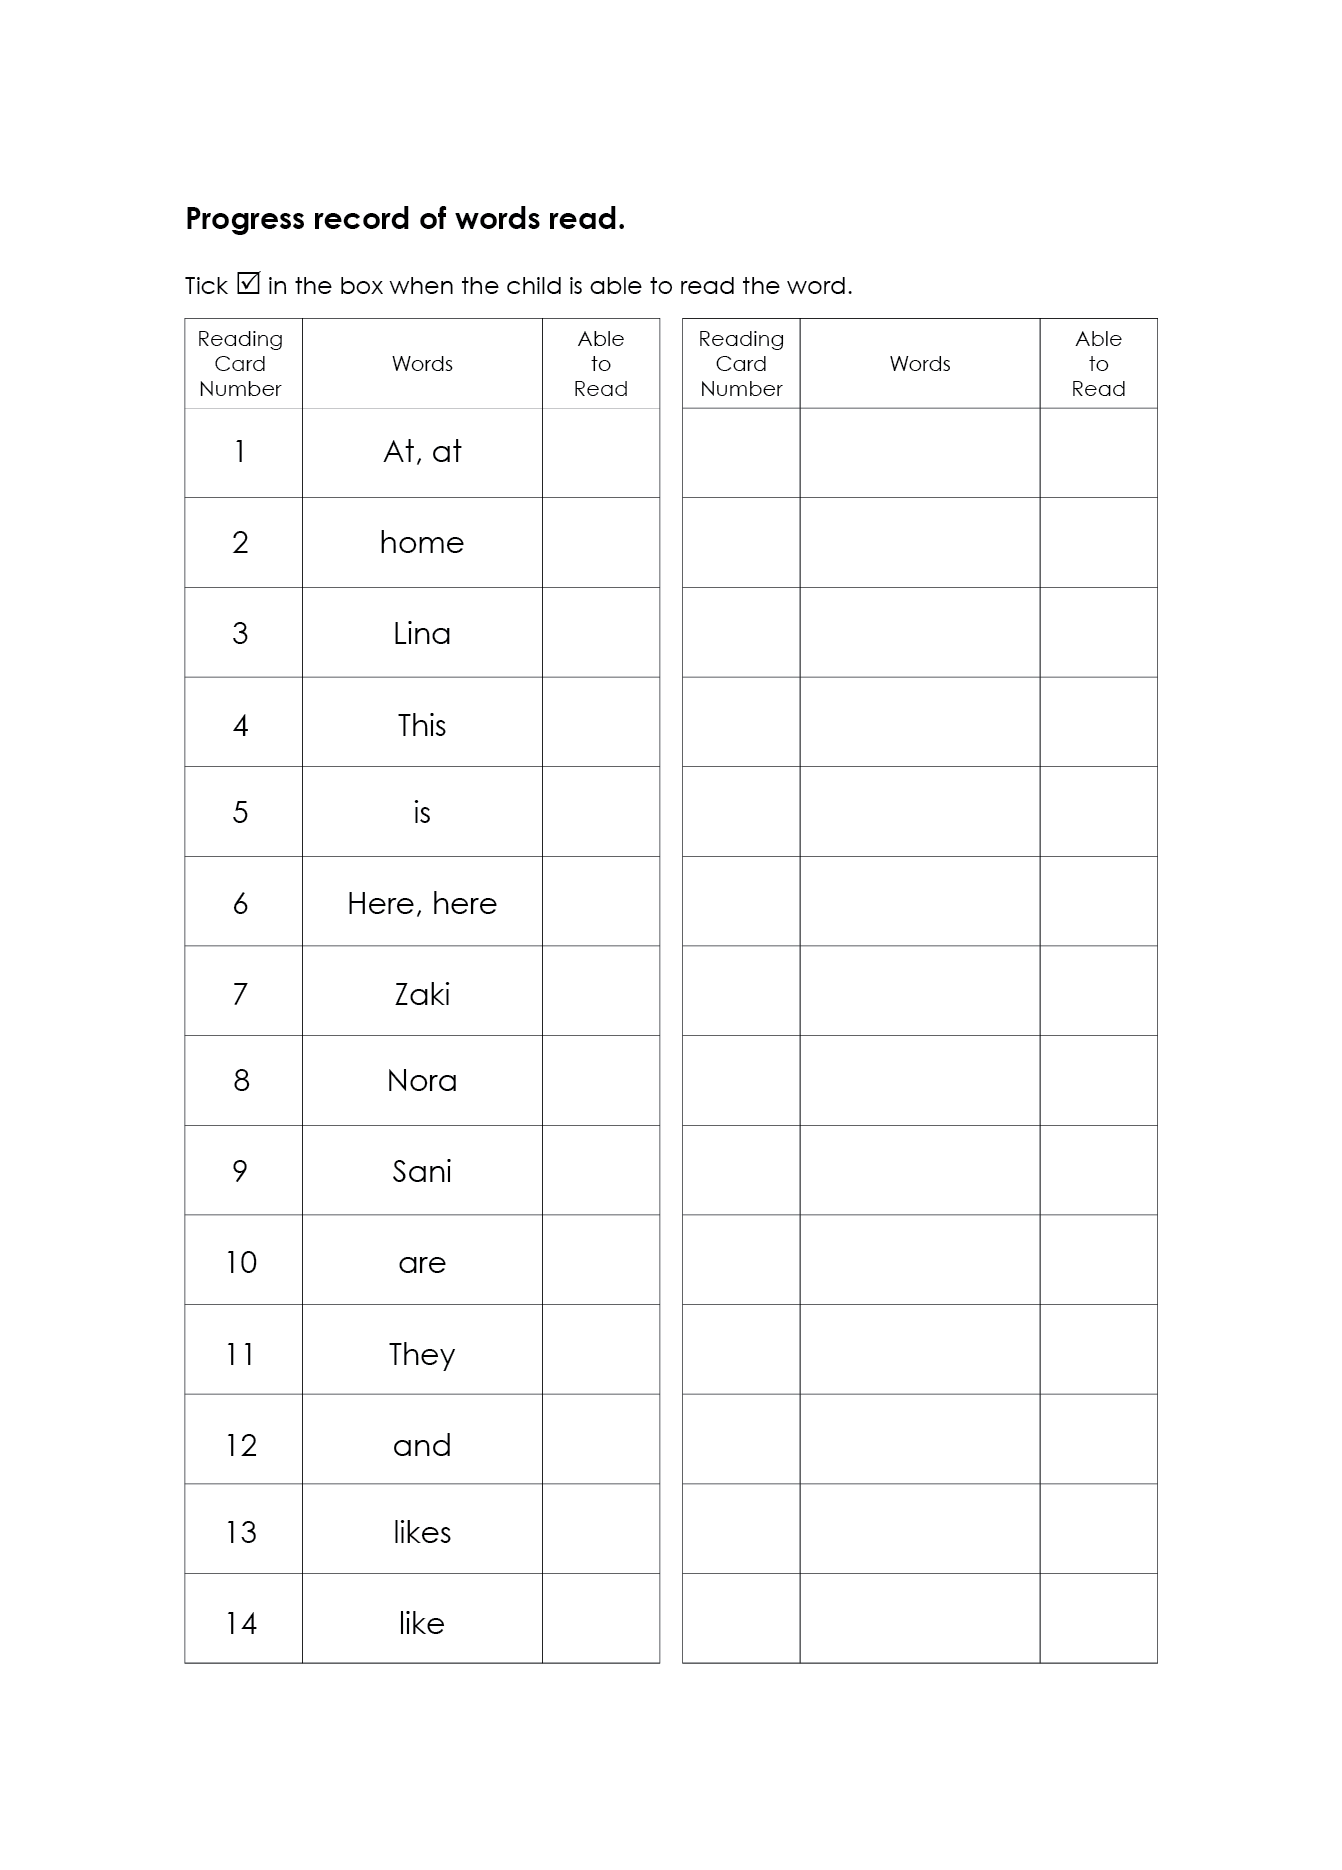 Progress record of words read.
Tick ☑ in the box when the child is able to read the word.
Reading Card Number Words Able to Read
1 At, at
2 home
3 Lina
4 This
5 is
6 Here, here
7 Zaki
8 Nora
9 Sani
10 are
11 They
12 and
13 likes
14 like
Reading Card Number Words Able to Read